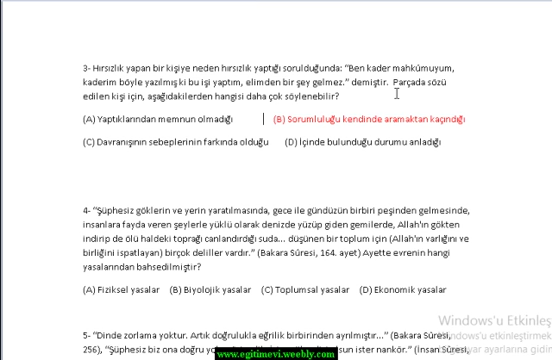 3- Hırsızlık yapan bir kişiye neden hırsızlık yaptığı sorulduğunda: "Ben kader mahkûmuyum,
kaderim böyle yazılmış ki bu işi yaptım, elimden bir şey gelmez." demiştir. Parçada sözü
edilen kişi için, aşağıdakilerden hangisi daha çok söylenebilir?
(A) Yaptıklarından memnun olmadığı (B) Sorumluluğu kendinde aramaktan kaçındığı
(C) Davranışının sebeplerinin farkında olduğu (D) İçinde bulunduğu durumu anladığı
4- "Şüphesiz göklerin ve yerin yaratılmasında, gece ile gündüzün birbiri peşinden gelmesinde,
insanlara fayda veren şeylerle yüklü olarak denizde yüzüp giden gemilerde, Allah'ın gökten
indirip de ölü haldeki toprağı canlandırdığı suda... düşünen bir toplum için (Allah'ın varlığını ve
birliğini ispatlayan) birçok deliller vardır." (Bakara Sûresi, 164. ayet) Ayette evrenin hangi
yasalarından bahsedilmiştir?
(A) Fiziksel yasalar (B) Biyolojik yasalar (C) Toplumsal yasalar (D) Ekonomik yasalar
Windows'u Etkinleş
5- "Dinde zorlama yoktur. Artık doğrulukla eğrilik birbirinden ayrılmıştır..." (Bakara Sûresi,
Windows'u etkinleştirmek
256), "Şüphesiz biz ona doğru ister nankör." (İnsan Sûresi,
ayarlarına gidin
www.egitimevi.weebly.com